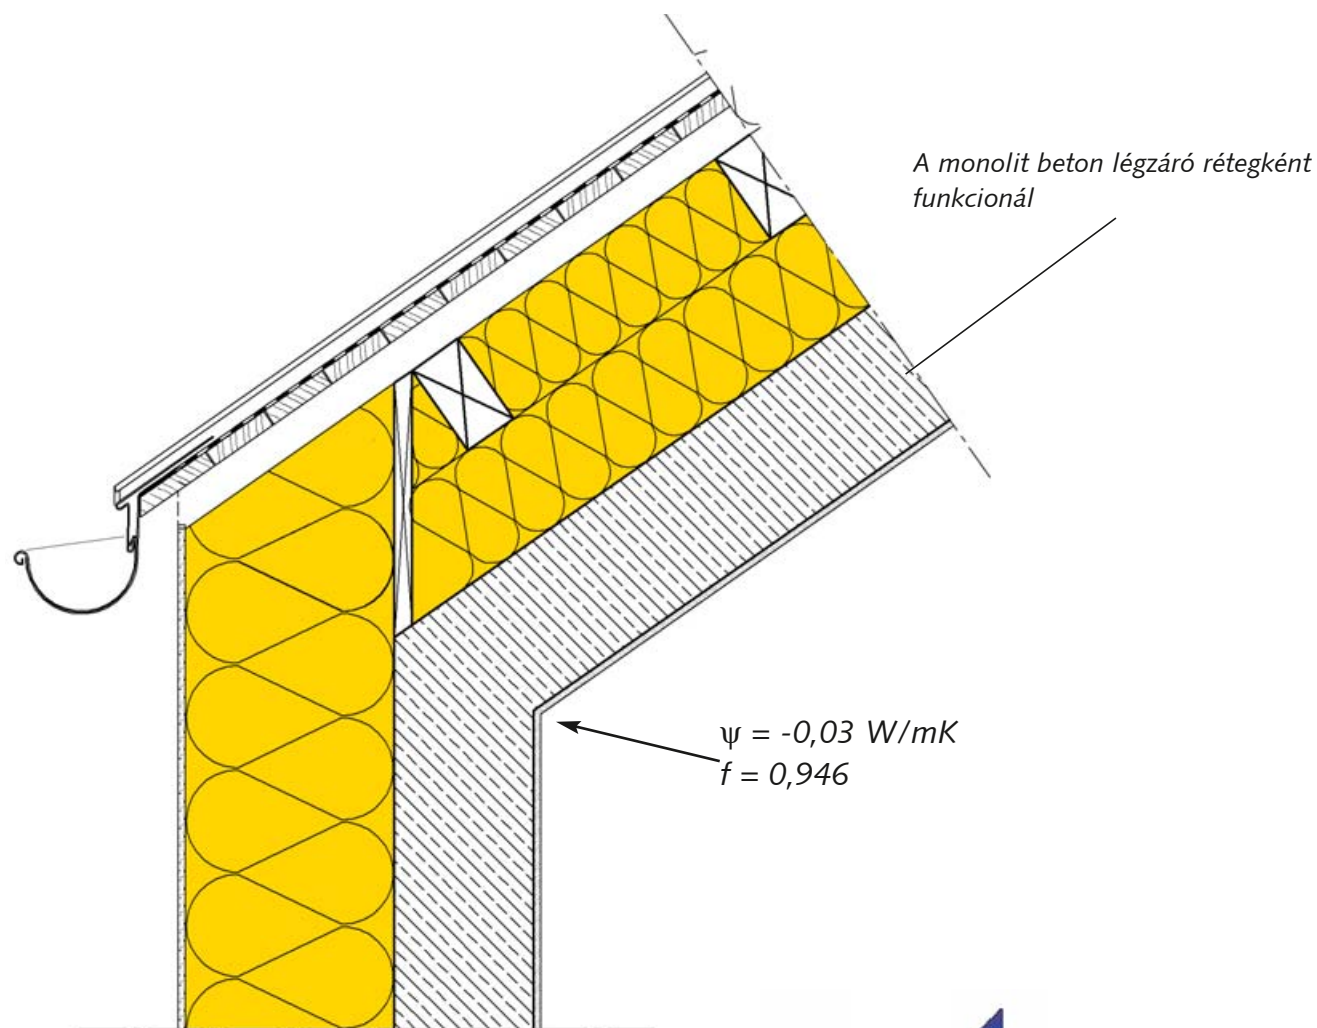 A monolit beton légzáró rétegként
funkcionál
ψ = -0,03 W/mK
f = 0,946